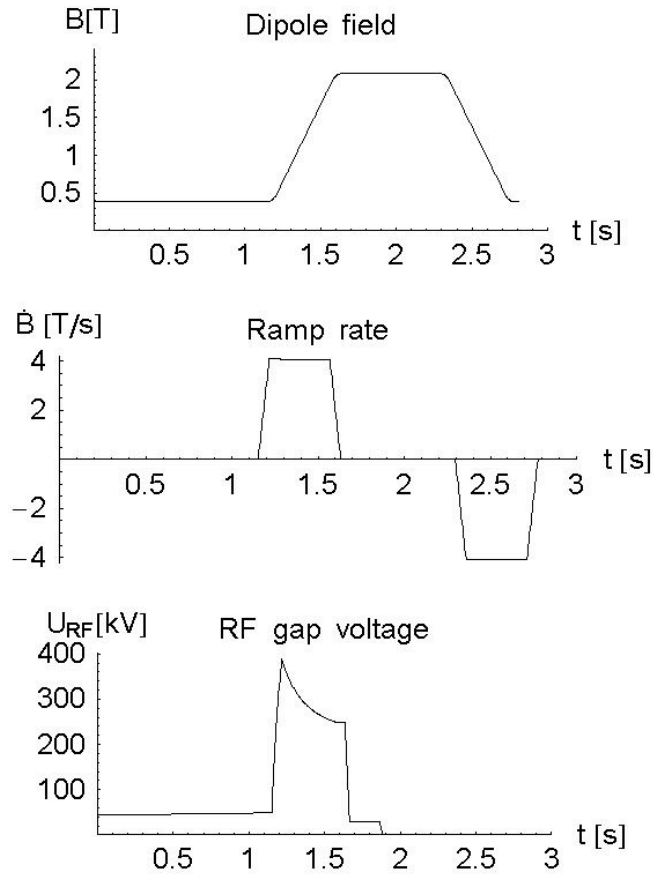 B[T] Dipole field
2
1.5
1
0.5
0.5 1 1.5 2 2.5 3
t [s]
Ḃ [T/s] Ramp rate
4
2
t [s]
0.5 1 1.5 2 2.5 3
−2
−4
U_RF[kV] RF gap voltage
400
300
200
100
0.5 1 1.5 2 2.5 3
t [s]